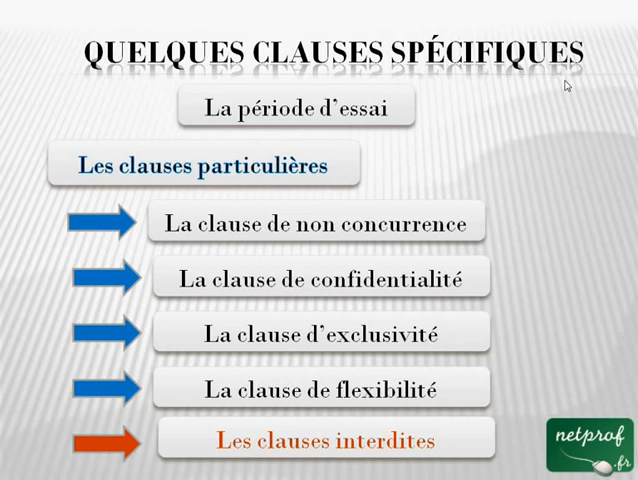 QUELQUES CLAUSES SPÉCIFIQUES
La période d'essai
Les clauses particulières
La clause de non concurrence
La clause de confidentialité
La clause d'exclusivité
La clause de flexibilité
Les clauses interdites
netprof
.fr